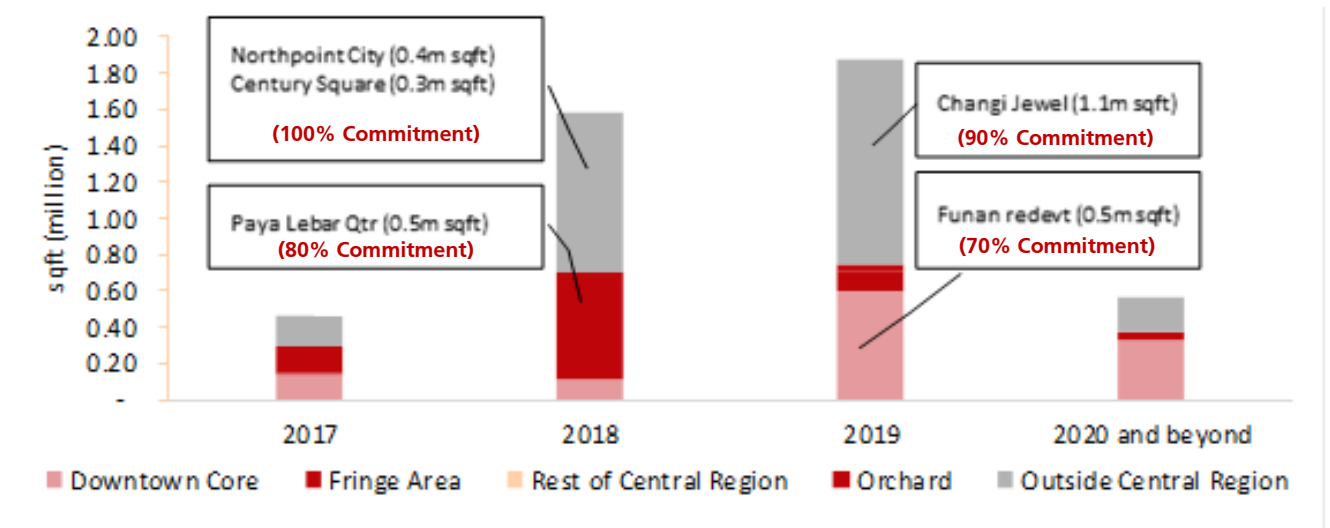 2.00
1.80
1.60
1.40
1.20
1.00
0.80
0.60
0.40
0.20
-
sqft (million)
Northpoint City (0.4m sqft)
Century Square (0.3m sqft)
(100% Commitment)
Paya Lebar Qtr (0.5m sqft)
(80% Commitment)
Changi Jewel (1.1m sqft)
(90% Commitment)
Funan redevt (0.5m sqft)
(70% Commitment)
2017 2018 2019 2020 and beyond
Downtown Core Fringe Area Rest of Central Region Orchard Outside Central Region